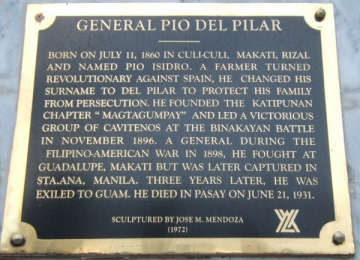 GENERAL PIO DEL PILAR
BORN ON JULY 11, 1860 IN CULI-CULI, MAKATI, RIZAL
AND NAMED PIO ISIDRO. A FARMER TURNED
REVOLUTIONARY AGAINST SPAIN, HE CHANGED HIS
SURNAME TO DEL PILAR TO PROTECT HIS FAMILY
FROM PERSECUTION. HE FOUNDED THE KATIPUNAN
CHAPTER " MAGTAGUMPAY" AND LED A VICTORIOUS
GROUP OF CAVITENOS AT THE BINAKAYAN BATTLE
IN NOVEMBER 1896. A GENERAL DURING THE
FILIPINO-AMERICAN WAR IN 1898, HE FOUGHT AT
GUADALUPE, MAKATI BUT WAS LATER CAPTURED IN
STA.ANA, MANILA. THREE YEARS LATER, HE WAS
EXILED TO GUAM. HE DIED IN PASAY ON JUNE 21, 1931.
SCULPTURED BY JOSE M. MENDOZA
(1972)